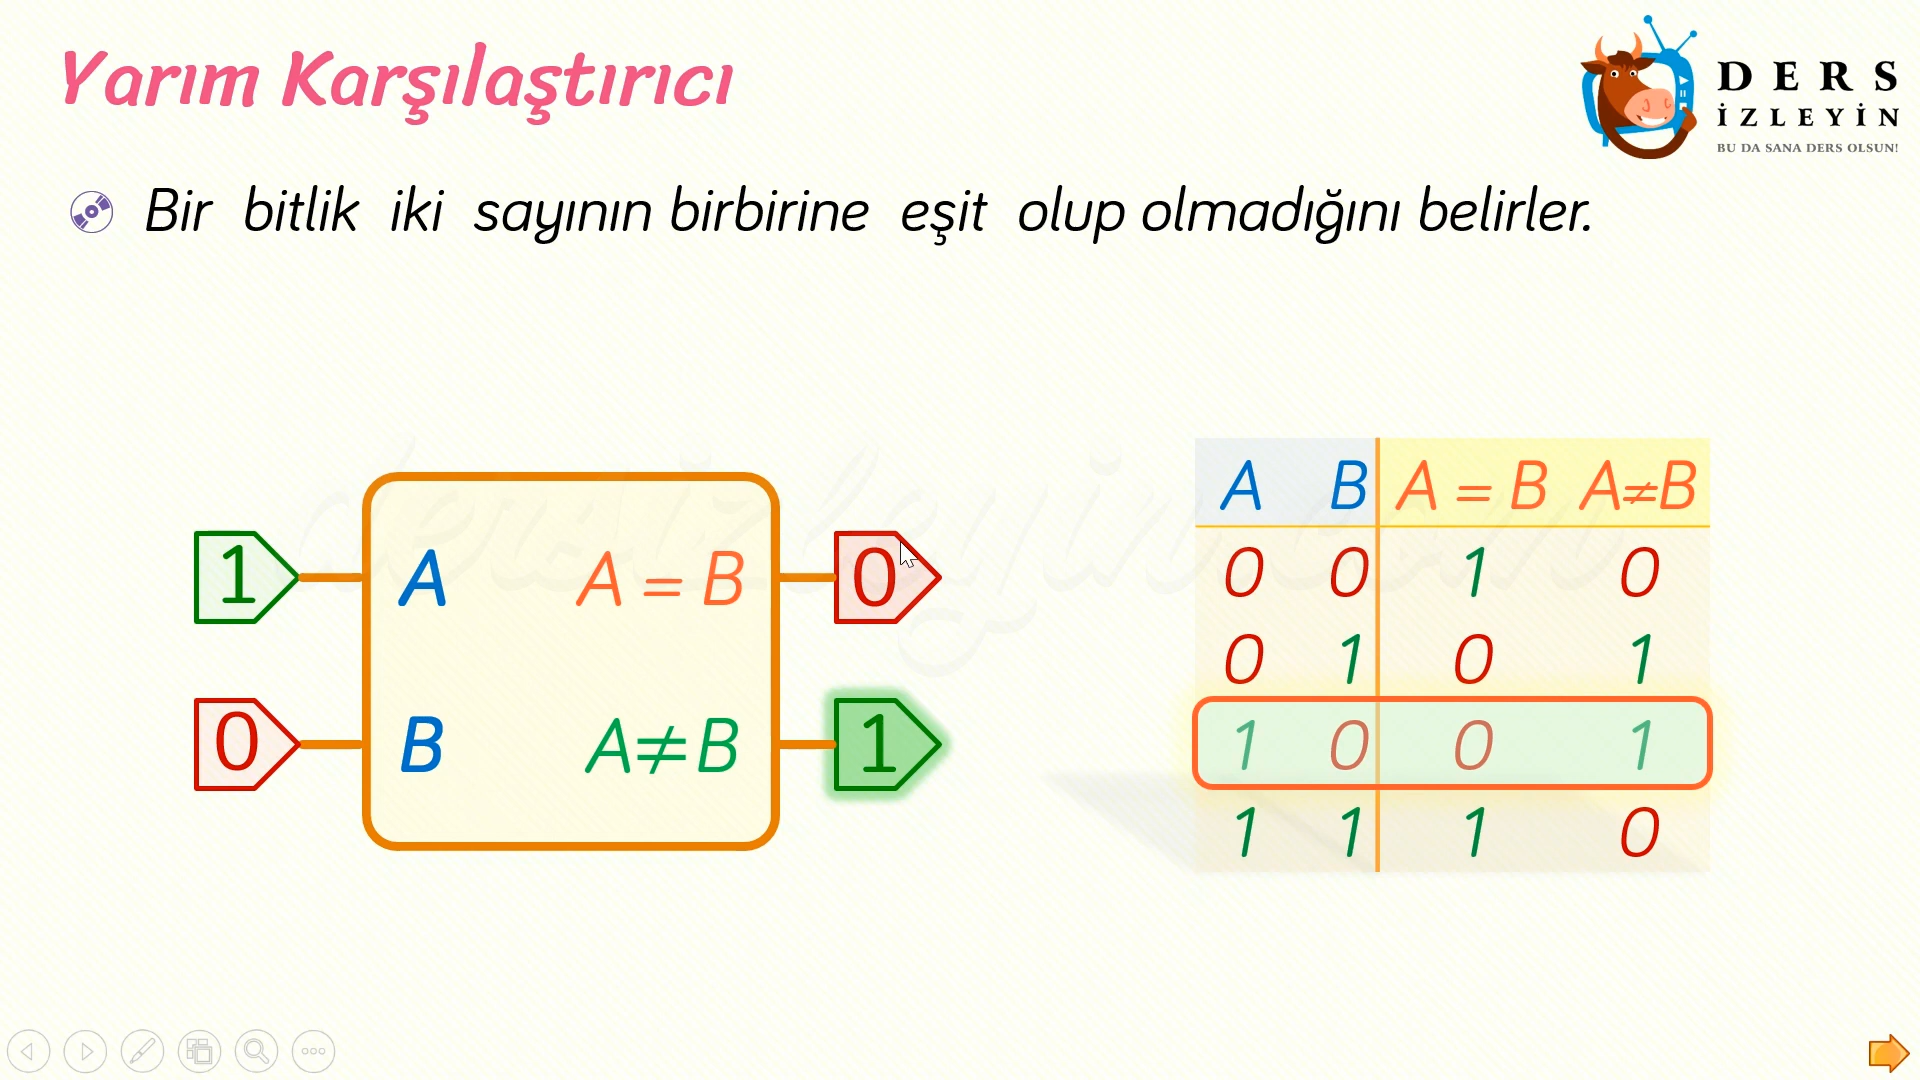 Yarım Karşılaştırıcı
DERS
İZLEYİN
BU DA SANA DERS OLSUN!
Bir bitlik iki sayının birbirine eşit olup olmadığını belirler.
1 A A = B 0
0 B A≠B 1
A B A = B A≠B
0 0 1 0
0 1 0 1
1 0 0 1
1 1 1 0
dersizleyin.com